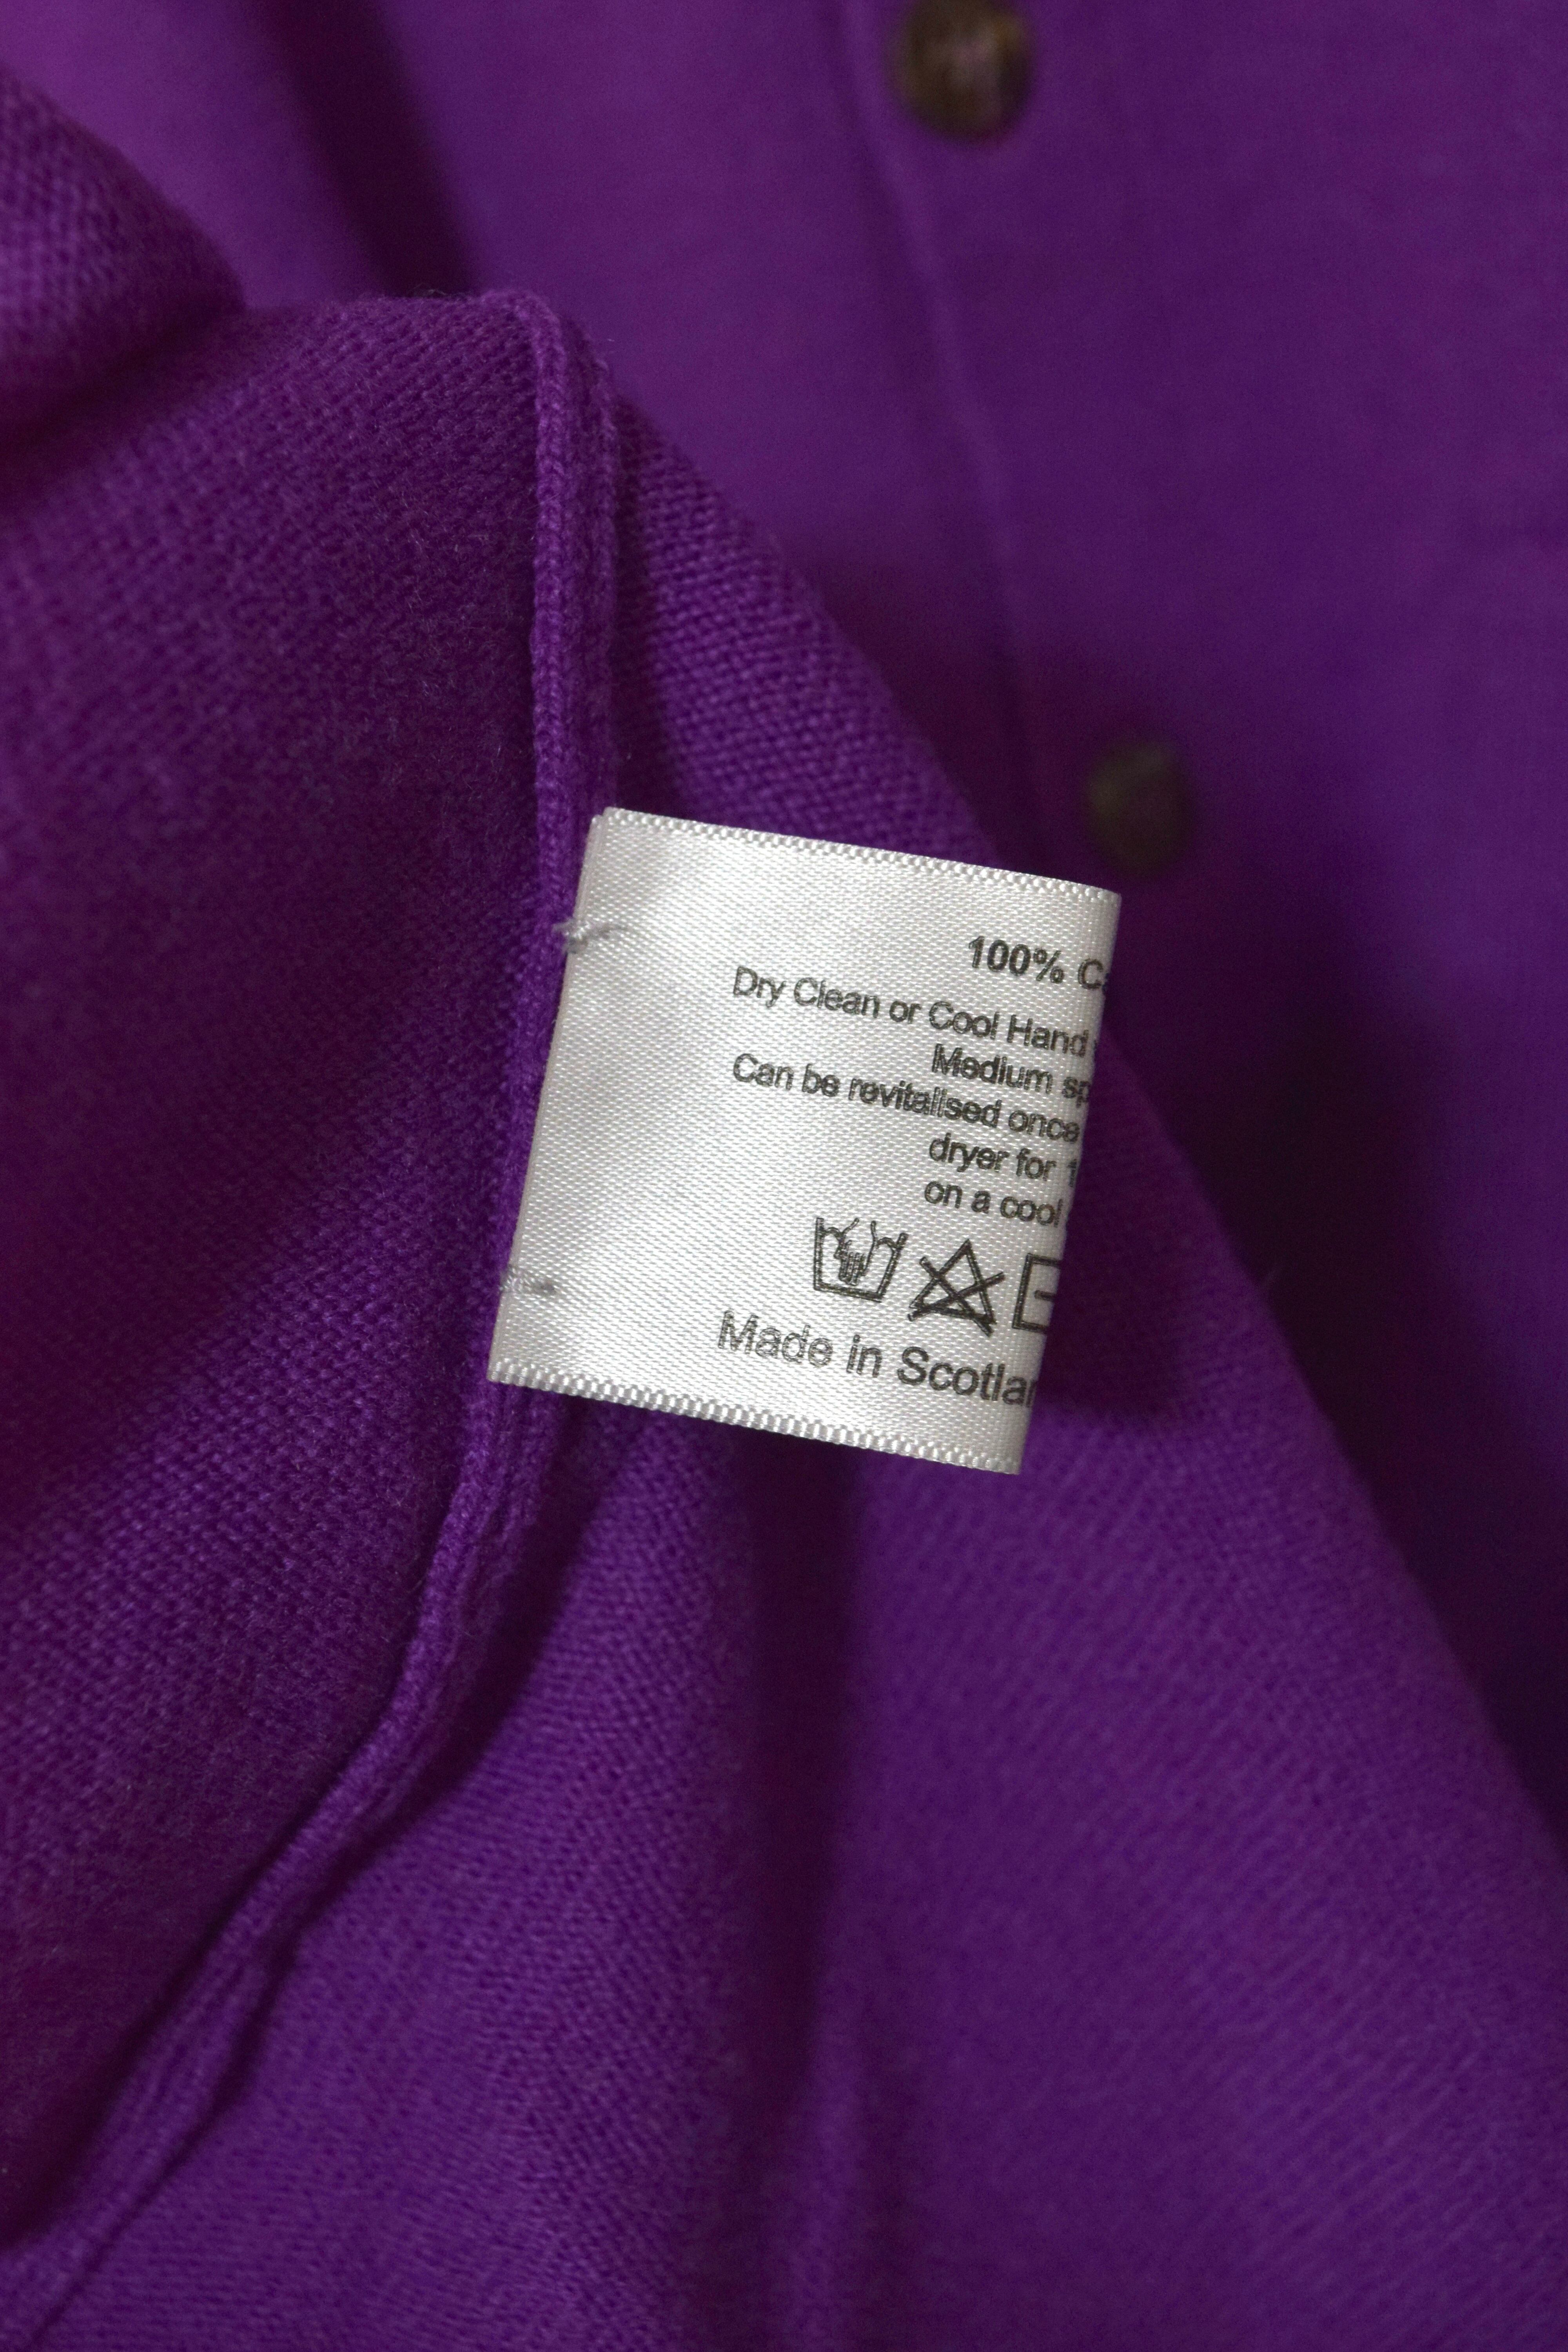 100% C
Dry Clean or Cool Hand
Medium sp
Can be revitalised once
dryer for 1
on a cool
Made in Scotlan